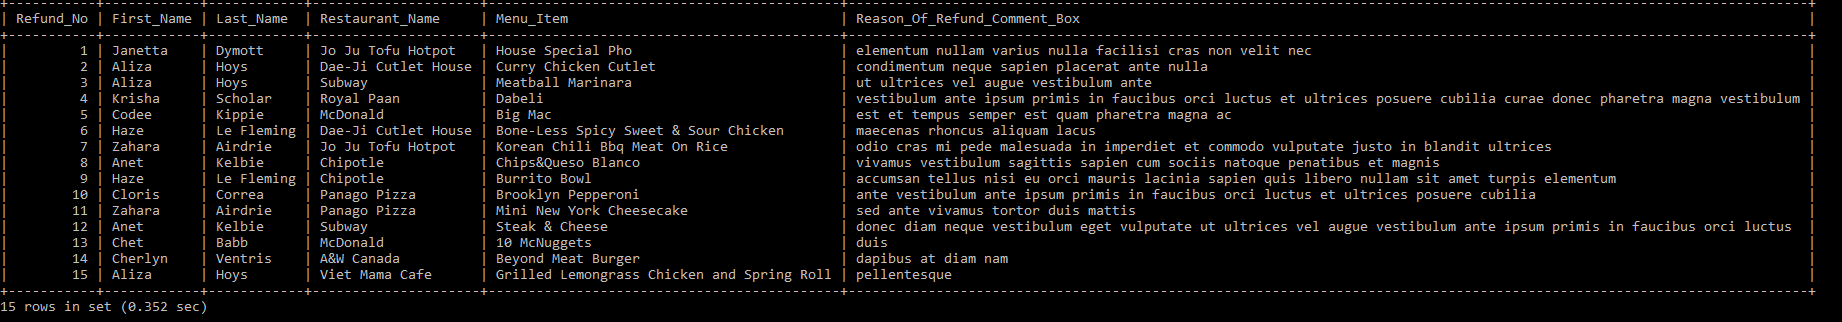 | Refund_No | First_Name | Last_Name | Restaurant_Name | Menu_Item | Reason_Of_Refund_Comment_Box |
| 1 | Janetta | Dymott | Jo Ju Tofu Hotpot | House Special Pho | elementum nullam varius nulla facilisi cras non velit nec |
| 2 | Aliza | Hoys | Dae-Ji Cutlet House | Curry Chicken Cutlet | condimentum neque sapien placerat ante nulla |
| 3 | Aliza | Hoys | Subway | Meatball Marinara | ut ultrices vel augue vestibulum ante |
| 4 | Krisha | Scholar | Royal Paan | Dabeli | vestibulum ante ipsum primis in faucibus orci luctus et ultrices posuere cubilia curae donec pharetra magna vestibulum |
| 5 | Codee | Kippie | McDonald | Big Mac | est et tempus semper est quam pharetra magna ac |
| 6 | Haze | Le Fleming | Dae-Ji Cutlet House | Bone-Less Spicy Sweet & Sour Chicken | maecenas rhoncus aliquam lacus |
| 7 | Zahara | Airdrie | Jo Ju Tofu Hotpot | Korean Chili Bbq Meat On Rice | odio cras mi pede malesuada in imperdiet et commodo vulputate justo in blandit ultrices |
| 8 | Anet | Kelbie | Chipotle | Chips&Queso Blanco | vivamus vestibulum sagittis sapien cum sociis natoque penatibus et magnis |
| 9 | Haze | Le Fleming | Chipotle | Burrito Bowl | accumsan tellus nisi eu orci mauris lacinia sapien quis libero nullam sit amet turpis elementum |
| 10 | Cloris | Correa | Panago Pizza | Brooklyn Pepperoni | ante vestibulum ante ipsum primis in faucibus orci luctus et ultrices posuere cubilia |
| 11 | Zahara | Airdrie | Panago Pizza | Mini New York Cheesecake | sed ante vivamus tortor duis mattis |
| 12 | Anet | Kelbie | Subway | Steak & Cheese | donec diam neque vestibulum eget vulputate ut ultrices vel augue vestibulum ante ipsum primis in faucibus orci luctus |
| 13 | Chet | Babb | McDonald | 10 McNuggets | duis |
| 14 | Cherlyn | Ventris | A&W Canada | Beyond Meat Burger | dapibus at diam nam |
| 15 | Aliza | Hoys | Viet Mama Cafe | Grilled Lemongrass Chicken and Spring Roll | pellentesque |
15 rows in set (0.352 sec)